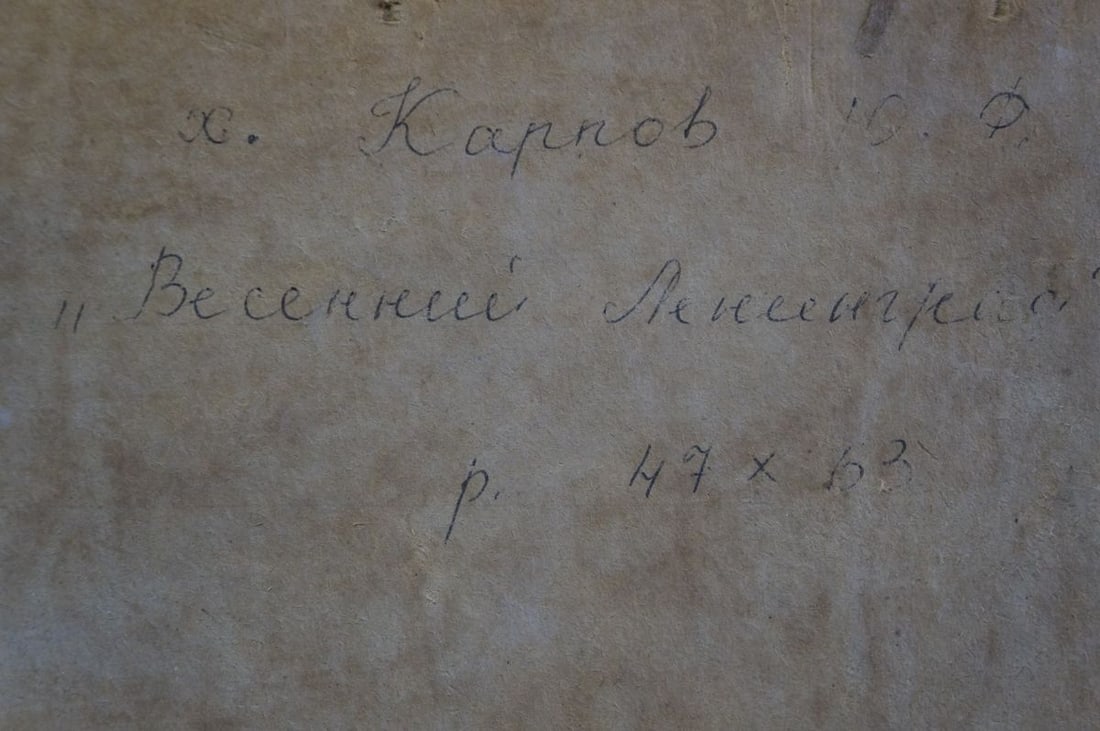 х. Карпов Ю. Ф.
"Весенний Ленинград"
р. 47 х 63